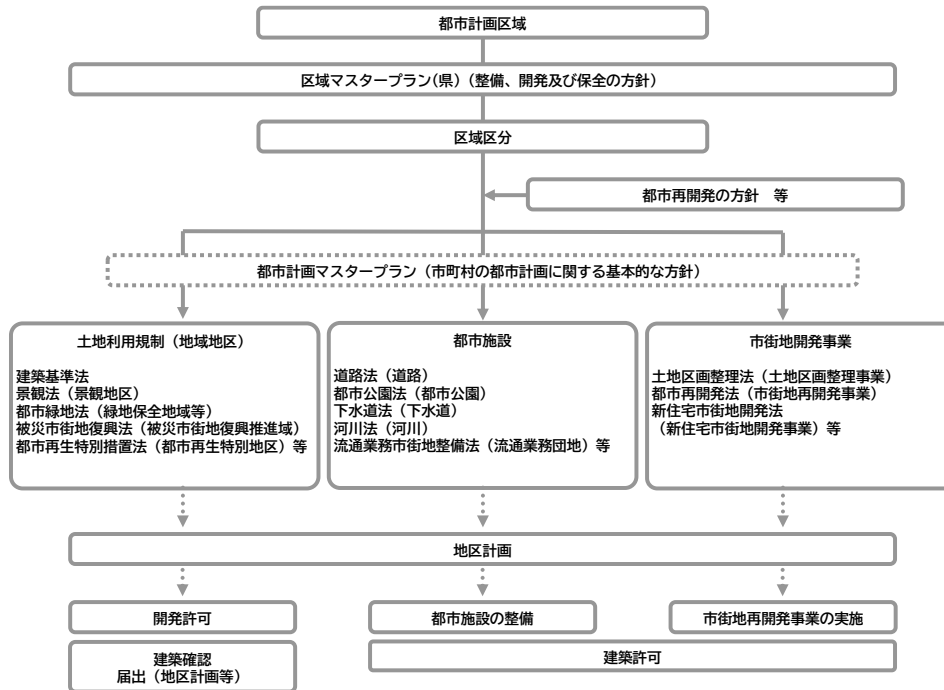 都市計画区域
区域マスタープラン(県)（整備、開発及び保全の方針）
区域区分
都市再開発の方針　等
都市計画マスタープラン（市町村の都市計画に関する基本的な方針）
土地利用規制（地域地区）
建築基準法
景観法（景観地区）
都市緑地法（緑地保全地域等）
被災市街地復興法（被災市街地復興推進域）
都市再生特別措置法（都市再生特別地区）等
都市施設
道路法（道路）
都市公園法（都市公園）
下水道法（下水道）
河川法（河川）
流通業務市街地整備法（流通業務団地）等
市街地開発事業
土地区画整理法（土地区画整理事業）
都市再開発法（市街地再開発事業）
新住宅市街地開発法
（新住宅市街地開発事業）等
地区計画
開発許可
都市施設の整備
市街地再開発事業の実施
建築確認
届出（地区計画等）
建築許可